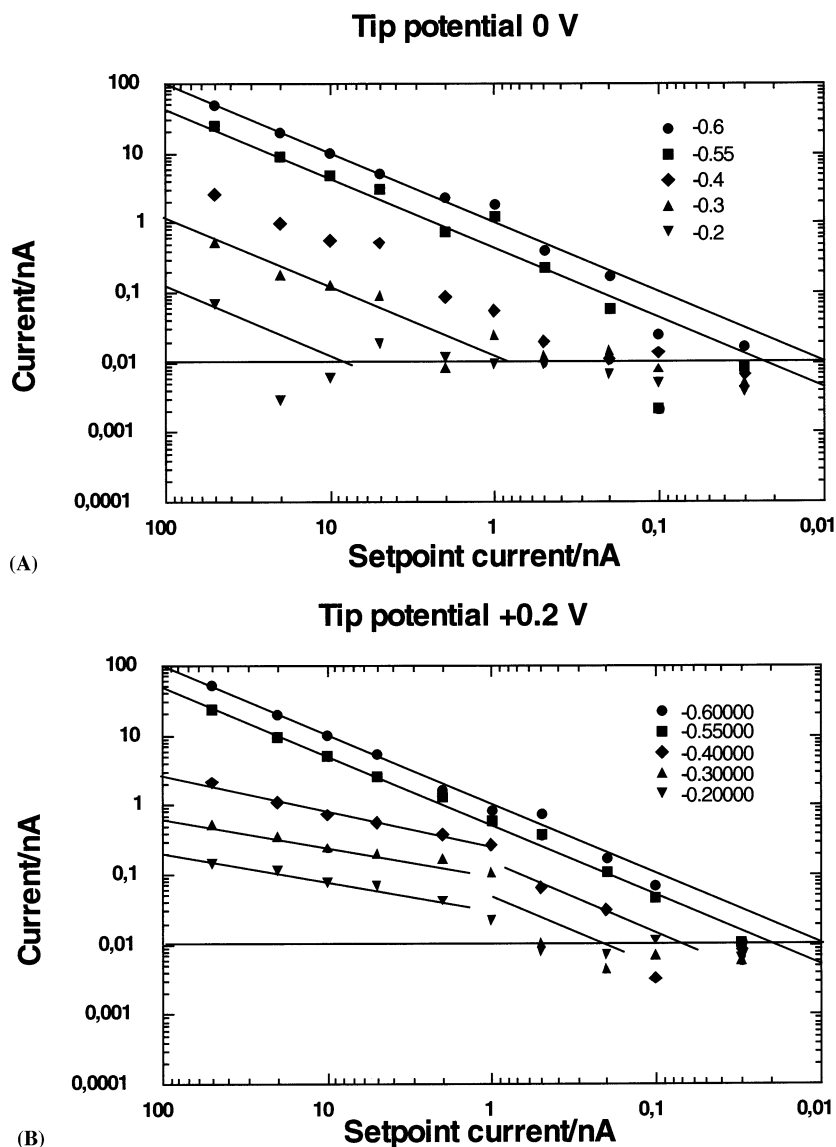 Tip potential 0 V
100
10
1
0,1
0,01
0,001
0,0001
Current/nA
-0.6
-0.55
-0.4
-0.3
-0.2
100 10 1 0,1 0,01
Setpoint current/nA
(A)
Tip potential +0.2 V
100
10
1
0,1
0,01
0,001
0,0001
Current/nA
-0.60000
-0.55000
-0.40000
-0.30000
-0.20000
100 10 1 0,1 0,01
Setpoint current/nA
(B)